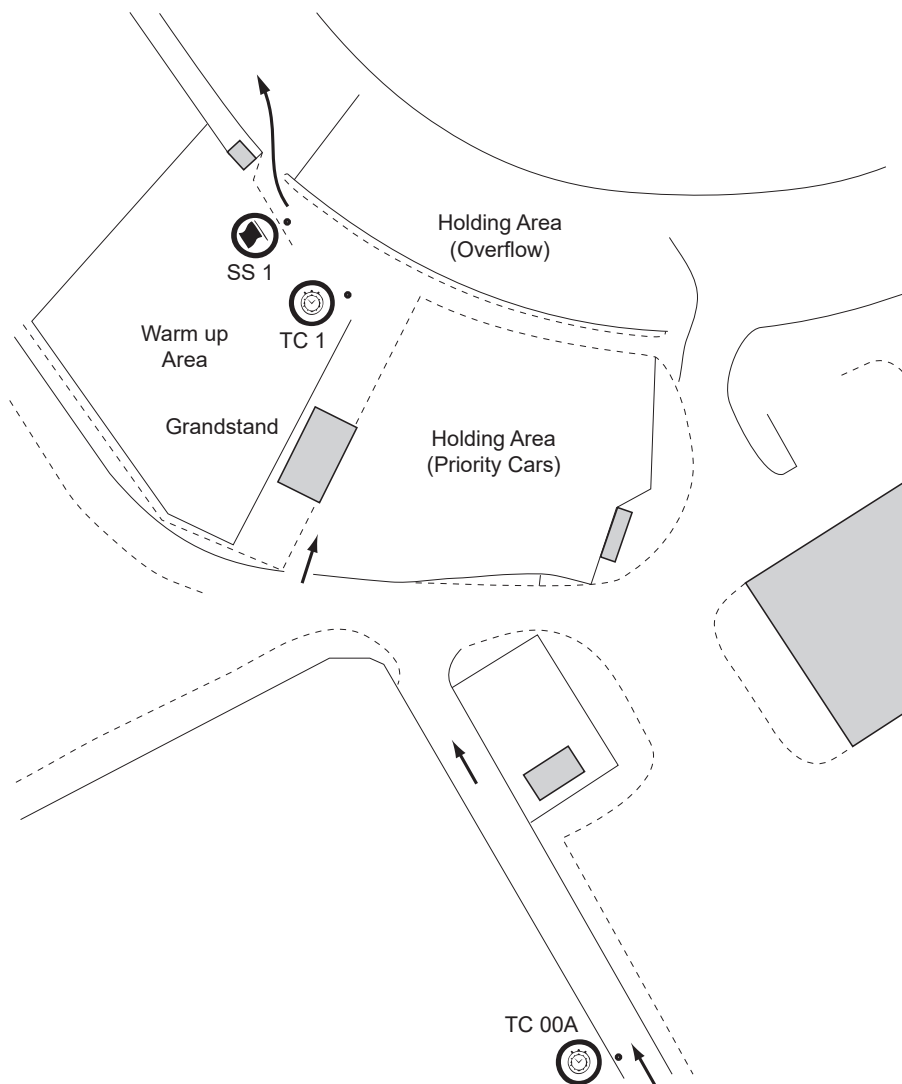 Holding Area
(Overflow)
SS 1
TC 1
Warm up
Area
Grandstand
Holding Area
(Priority Cars)
TC 00A